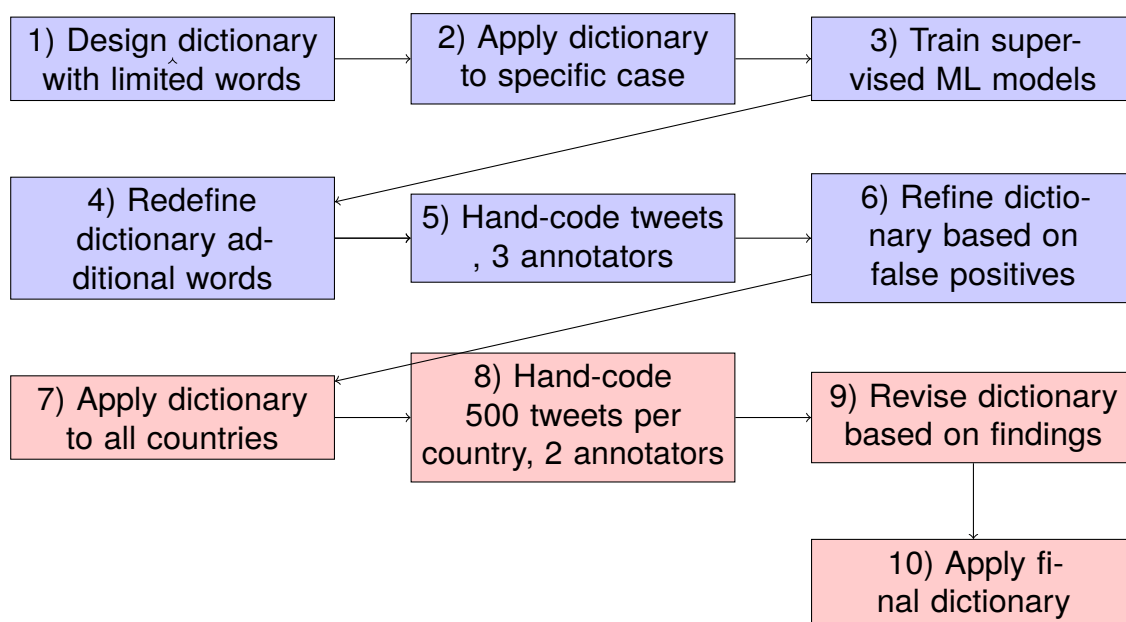 1) Design dictionary
with limited words
2) Apply dictionary
to specific case
3) Train super-
vised ML models
4) Redefine
dictionary ad-
ditional words
5) Hand-code tweets
, 3 annotators
6) Refine dictio-
nary based on
false positives
7) Apply dictionary
to all countries
8) Hand-code
500 tweets per
country, 2 annotators
9) Revise dictionary
based on findings
10) Apply fi-
nal dictionary